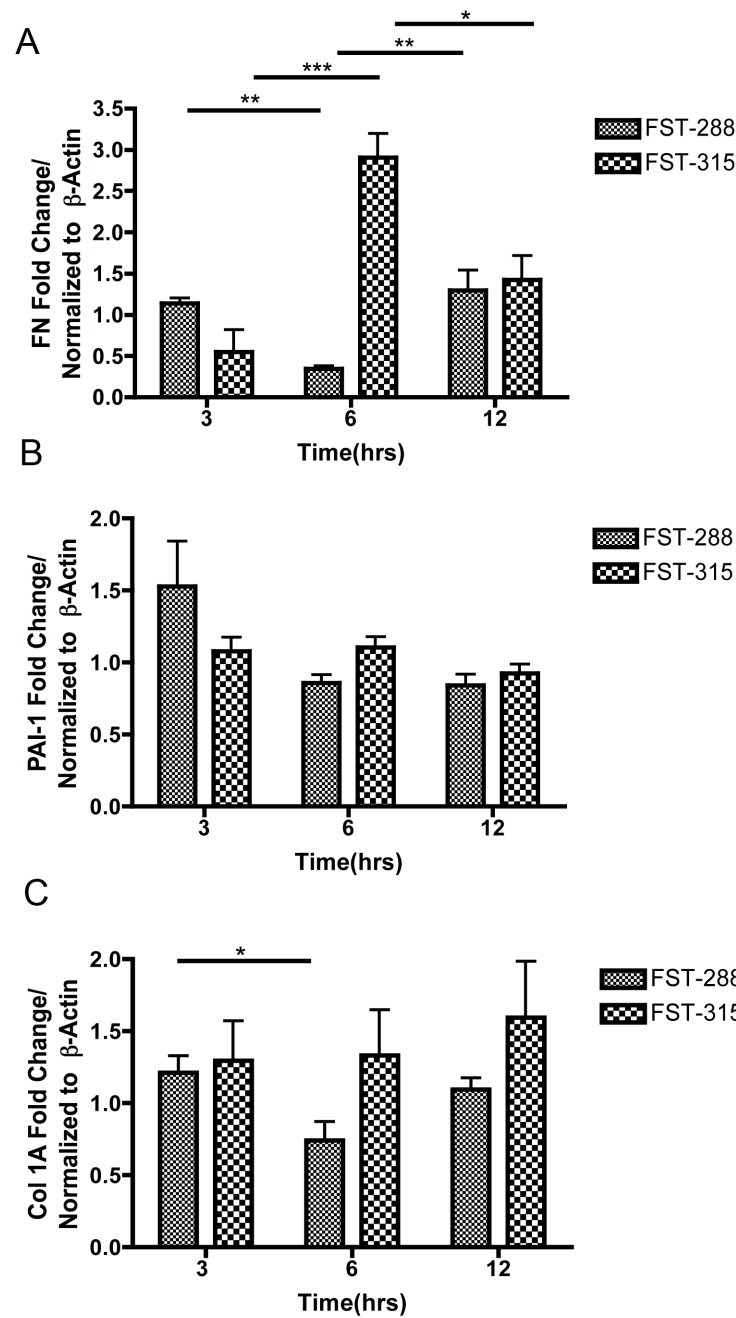 A
*
**
***
**
3.5
3.0
2.5
2.0
1.5
1.0
0.5
0.0
FN Fold Change/
Normalized to β-Actin
3 6 12
Time(hrs)
FST-288
FST-315
B
2.0
1.5
1.0
0.5
0.0
PAI-1 Fold Change/
Normalized to β-Actin
3 6 12
Time(hrs)
FST-288
FST-315
C
*
2.0
1.5
1.0
0.5
0.0
Col 1A Fold Change/
Normalized to β-Actin
3 6 12
Time(hrs)
FST-288
FST-315